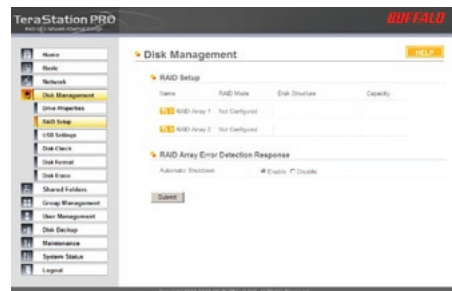 TeraStation PRO
BUFFALO
Home
Basic
Network
Disk Management
Drive Properties
RAID Setup
USB Settings
Disk Check
Disk Format
Disk Erase
Shared Folders
Group Management
User Management
Disk Backup
Maintenance
System Status
Logout
Disk Management
HELP
RAID Setup
Name RAID Mode Disk Structure Capacity
RAID Array 1 Not Configured
RAID Array 2 Not Configured
RAID Array Error Detection Response
Automatic Shutdown Enable Disable
Submit